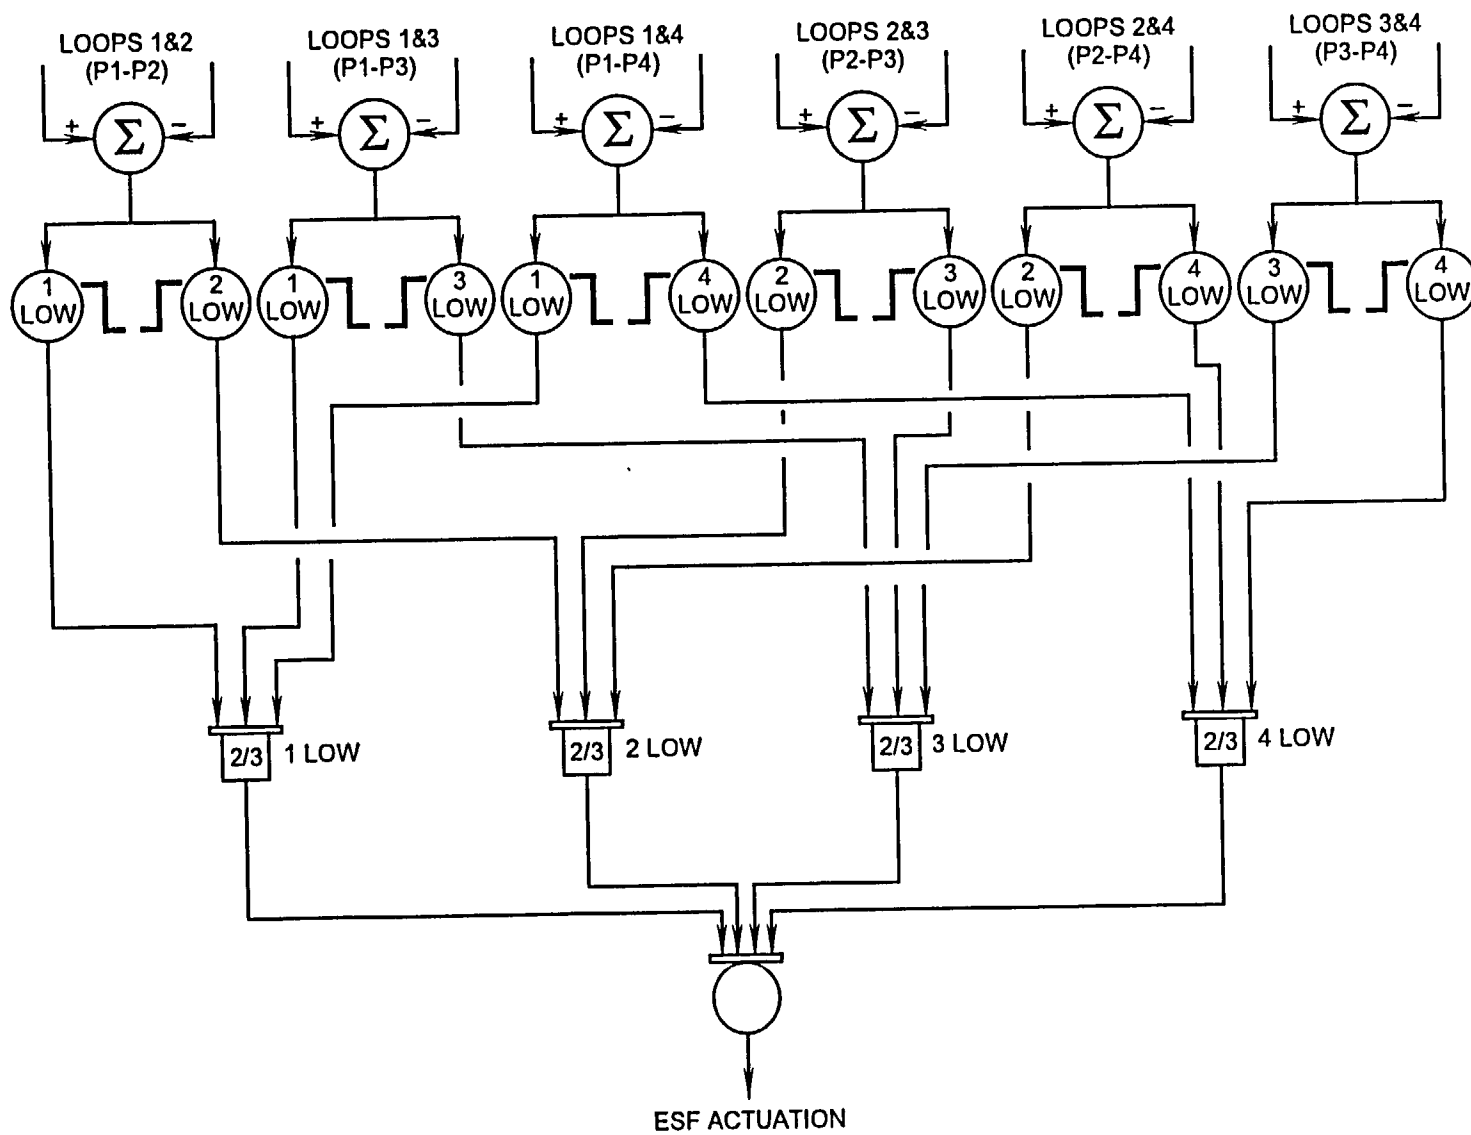 LOOPS 1&2
(P1-P2)
LOOPS 1&3
(P1-P3)
LOOPS 1&4
(P1-P4)
LOOPS 2&3
(P2-P3)
LOOPS 2&4
(P2-P4)
LOOPS 3&4
(P3-P4)
+ Σ −
+ Σ −
+ Σ −
+ Σ −
+ Σ −
+ Σ −
1
LOW
2
LOW
1
LOW
3
LOW
1
LOW
4
LOW
2
LOW
3
LOW
2
LOW
4
LOW
3
LOW
4
LOW
2/3 1 LOW
2/3 2 LOW
2/3 3 LOW
2/3 4 LOW
ESF ACTUATION